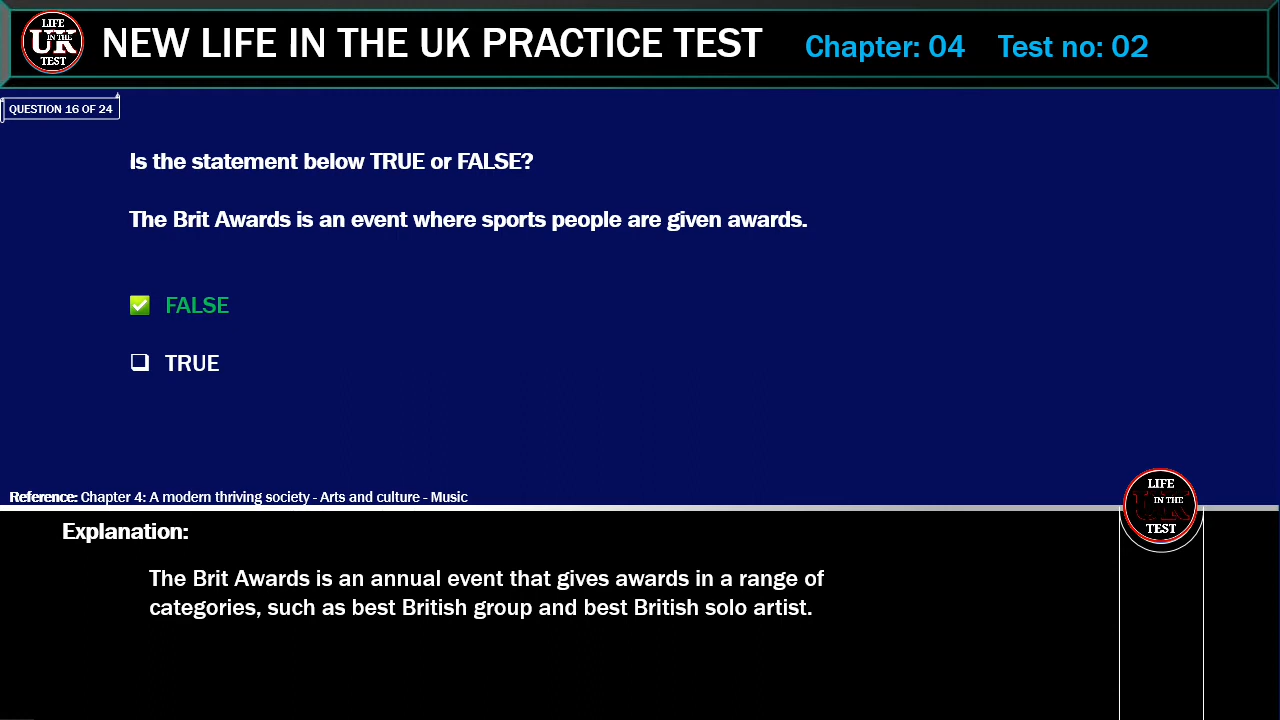 LIFE
UK
IN THE
TEST
NEW LIFE IN THE UK PRACTICE TEST
Chapter: 04
Test no: 02
QUESTION 16 OF 24
Is the statement below TRUE or FALSE?
The Brit Awards is an event where sports people are given awards.
FALSE
TRUE
Reference: Chapter 4: A modern thriving society - Arts and culture - Music
LIFE
UK
IN THE
TEST
Explanation:
The Brit Awards is an annual event that gives awards in a range of
categories, such as best British group and best British solo artist.